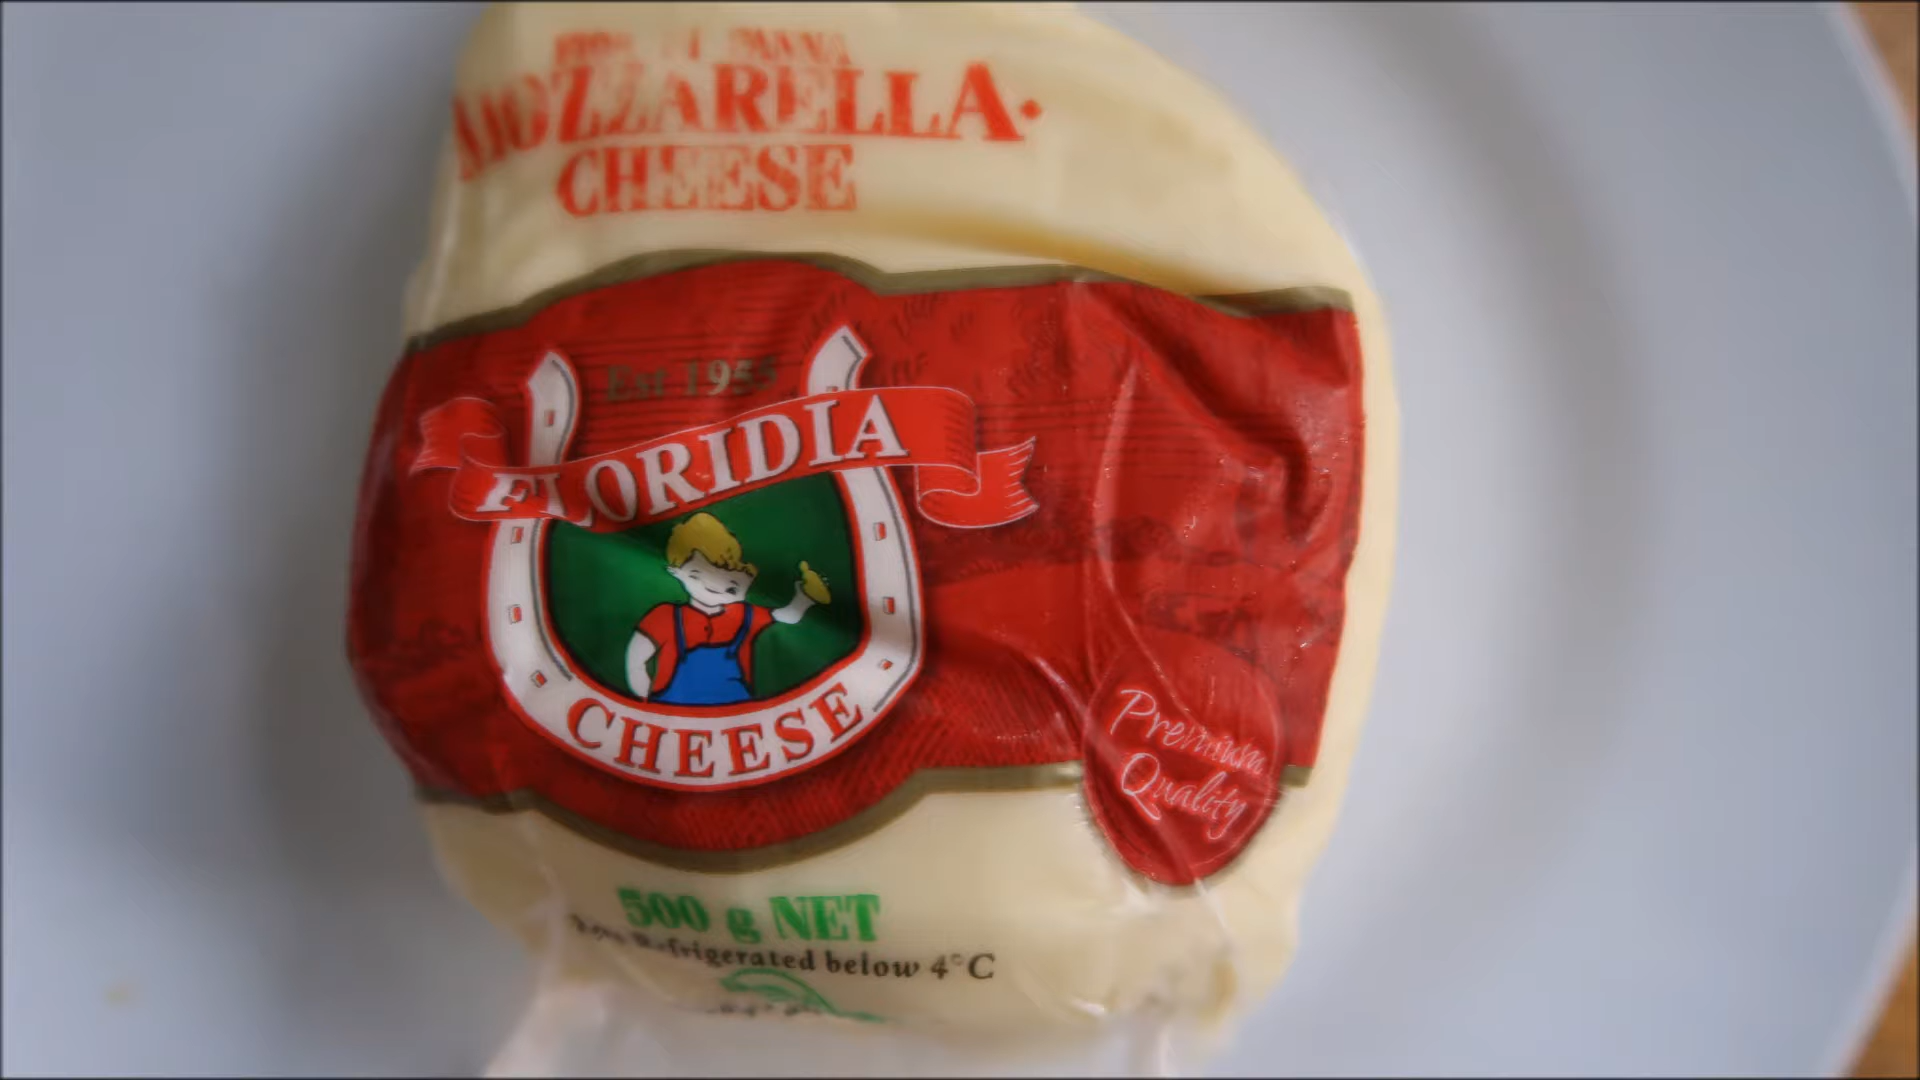 MOZZARELLA
CHEESE
Est 1955
FLORIDIA
CHEESE
Premium
Quality
500 g NET
Refrigerated below 4°C